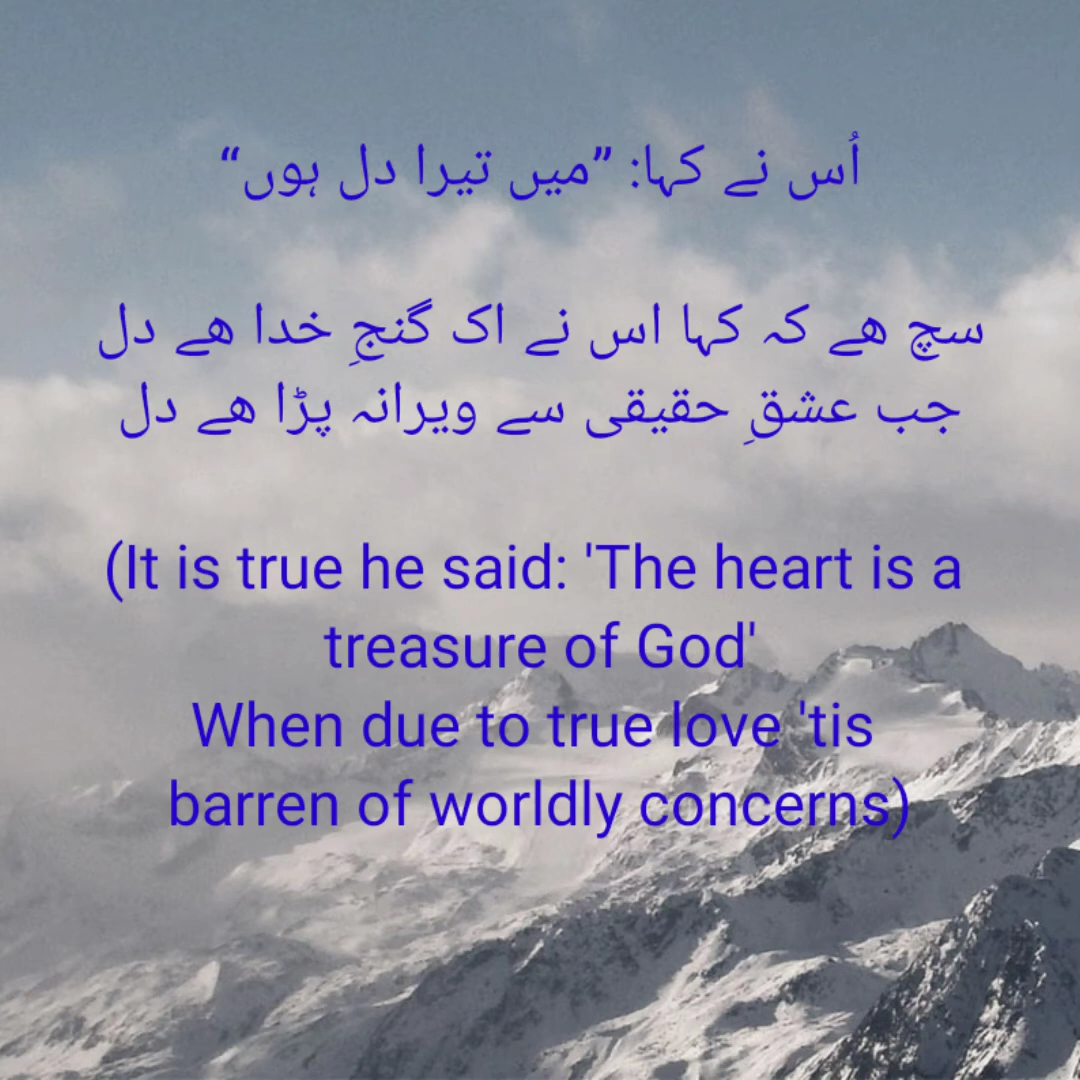 اُس نے کہا: ”میں تیرا دل ہوں“
سچ ھے کہ کہا اس نے اک گنجِ خدا ھے دل
جب عشقِ حقیقی سے ویرانہ پڑا ھے دل
(It is true he said: 'The heart is a
treasure of God'
When due to true love 'tis
barren of worldly concerns)